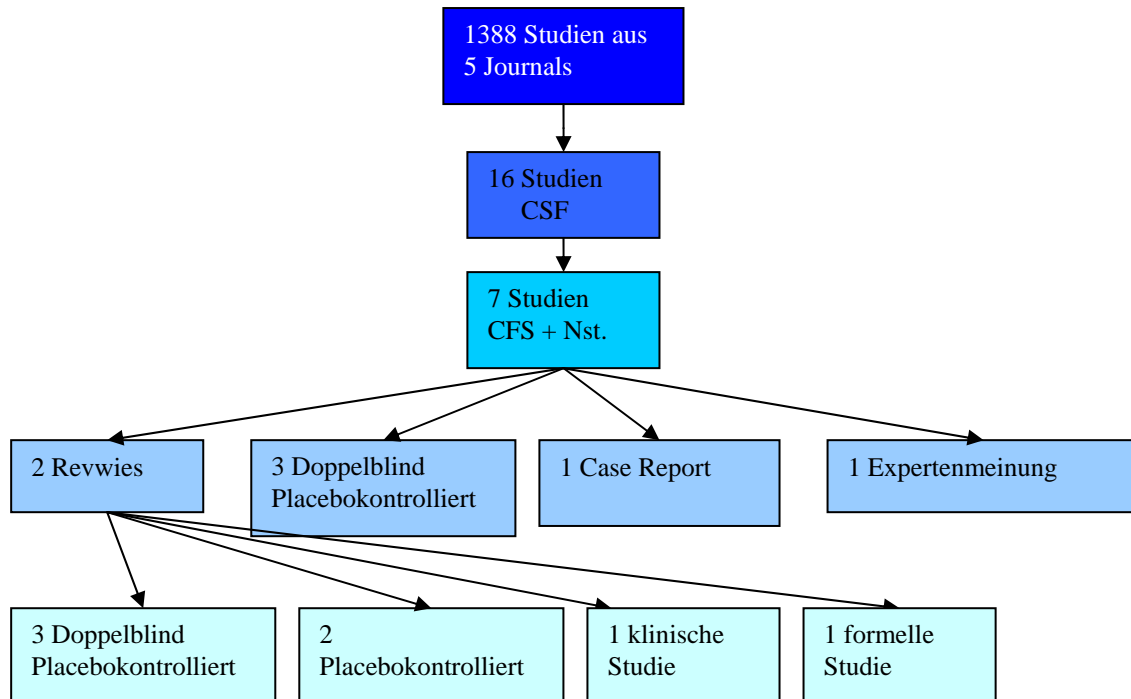 1388 Studien aus
5 Journals
16 Studien
CSF
7 Studien
CFS + Nst.
2 Revwies
3 Doppelblind
Placebokontrolliert
1 Case Report
1 Expertenmeinung
3 Doppelblind
Placebokontrolliert
2
Placebokontrolliert
1 klinische
Studie
1 formelle
Studie